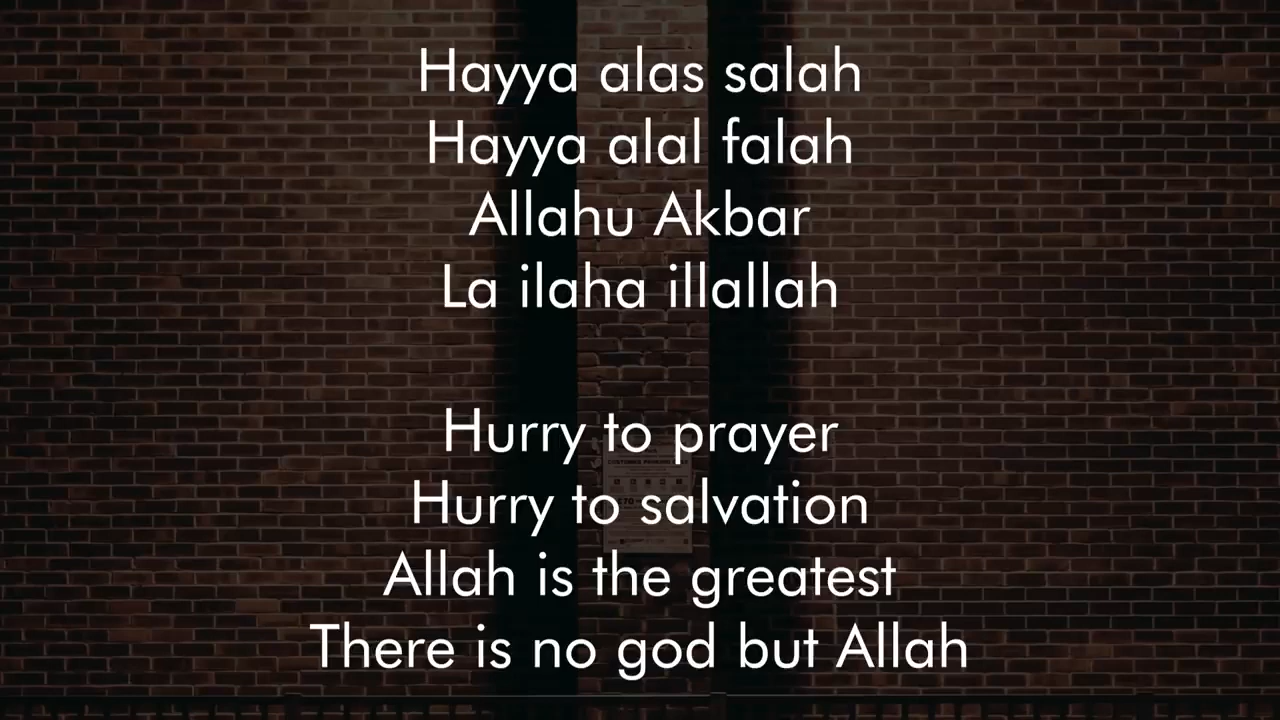 Hayya alas salah
Hayya alal falah
Allahu Akbar
La ilaha illallah
Hurry to prayer
Hurry to salvation
Allah is the greatest
There is no god but Allah